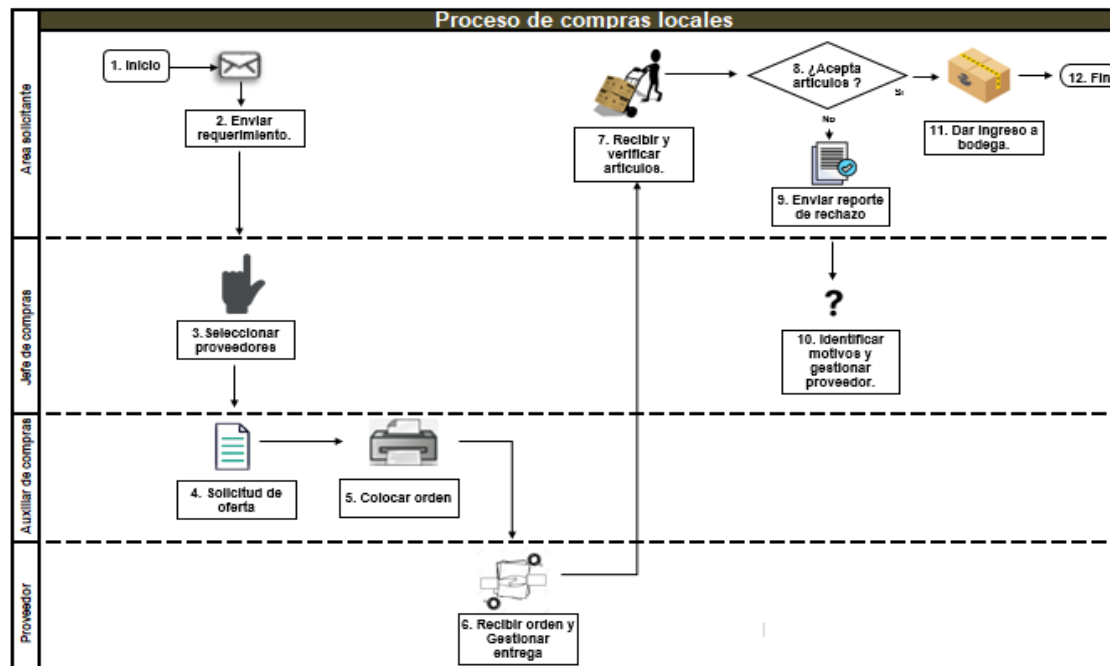 Proceso de compras locales
Area solicitante
1. Inicio
2. Enviar
requerimiento.
7. Recibir y
verificar
articulos.
8. ¿Acepta
articulos ?
Si
No
9. Enviar reporte
de rechazo
11. Dar ingreso a
bodega.
12. Fin
Jefe de compras
3. Seleccionar
proveedores
?
10. Identificar
motivos y
gestionar
proveedor.
Auxiliar de compras
4. Solicitud de
oferta
5. Colocar orden
Proveedor
6. Recibir orden y
Gestionar
entrega